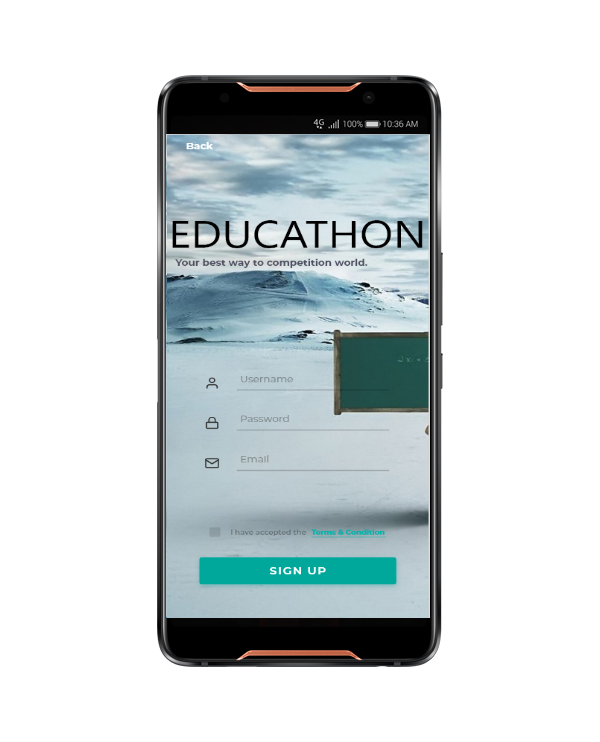 4G 100% 10:36 AM
Back
EDUCATHON
Your best way to competition world.
Username
Password
Email
I have accepted the Terms & Condition
SIGN UP